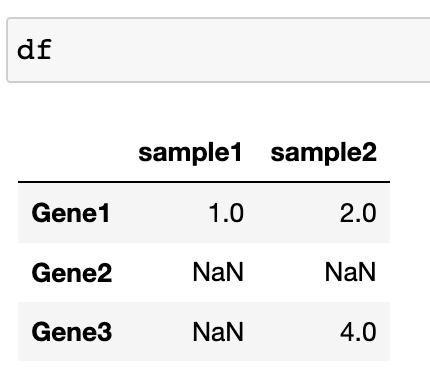 df
sample1 sample2
Gene1 1.0 2.0
Gene2 NaN NaN
Gene3 NaN 4.0